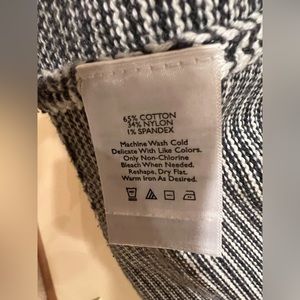 65% COTTON
34% NYLON
1% SPANDEX
Machine Wash Cold
Delicate With Like Colors.
Only Non-Chlorine
Bleach When Needed.
Reshape, Dry Flat.
Warm Iron As Needed.